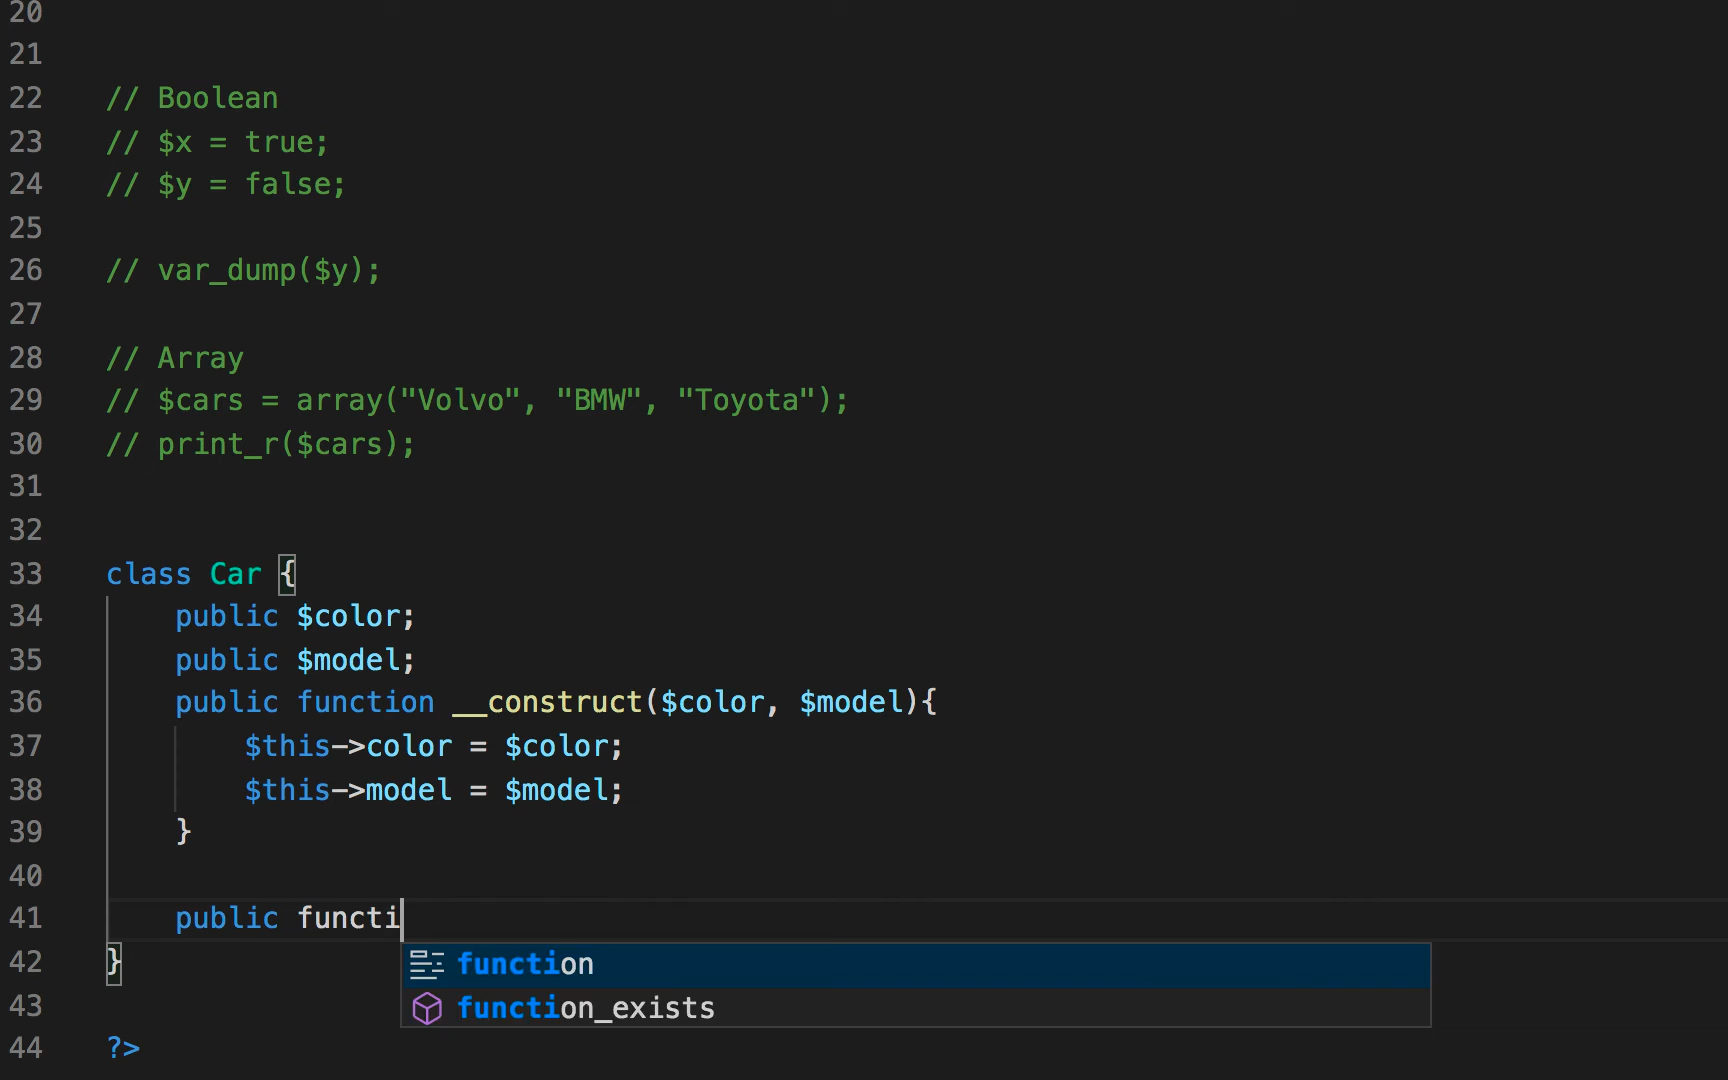 20
21
22 // Boolean
23 // $x = true;
24 // $y = false;
25
26 // var_dump($y);
27
28 // Array
29 // $cars = array("Volvo", "BMW", "Toyota");
30 // print_r($cars);
31
32
33 class Car {
34 public $color;
35 public $model;
36 public function __construct($color, $model){
37 $this->color = $color;
38 $this->model = $model;
39 }
40
41 public functi
42 }
function
43
function_exists
44 ?>